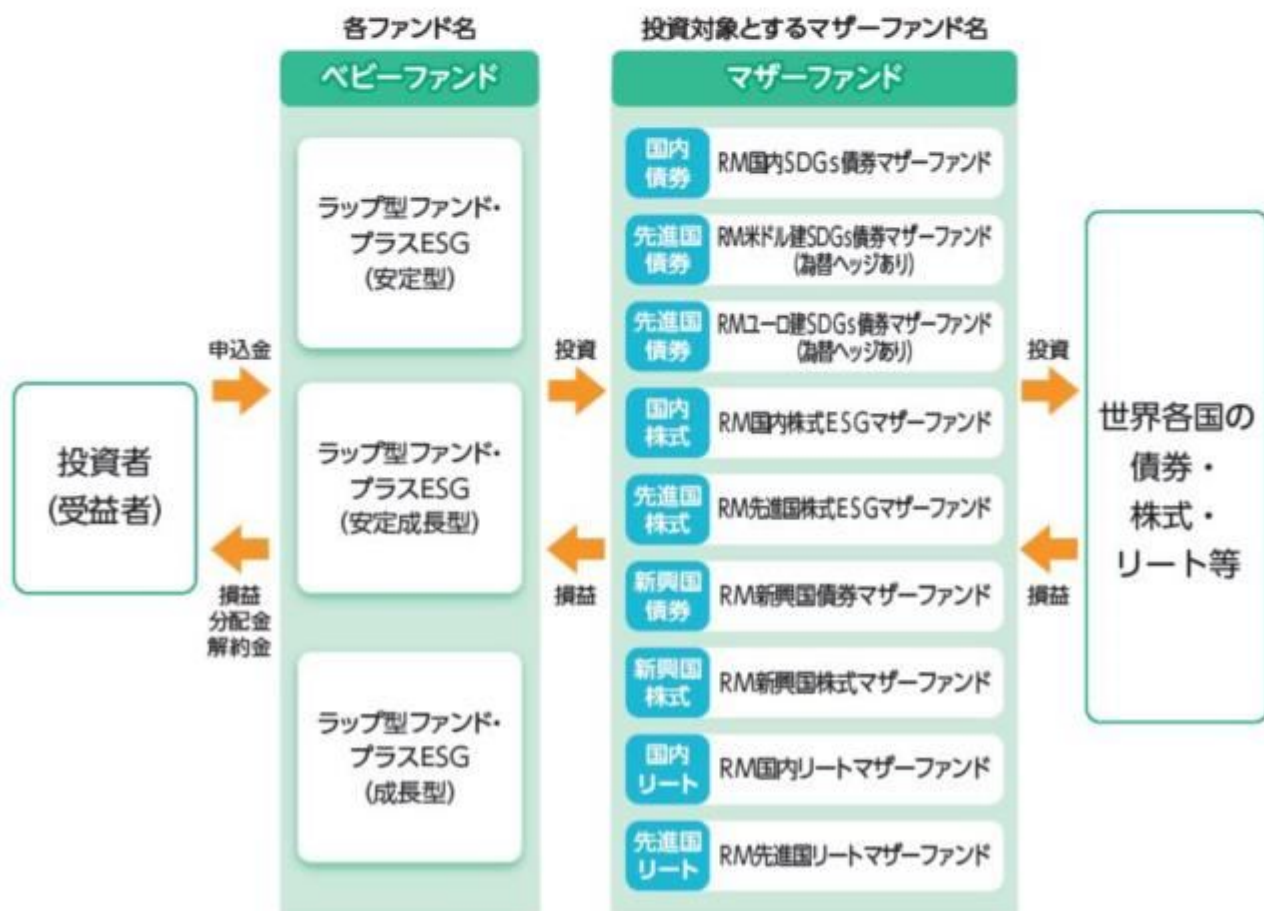 各ファンド名
ベビーファンド
ラップ型ファンド・
プラスESG
(安定型)
ラップ型ファンド・
プラスESG
(安定成長型)
ラップ型ファンド・
プラスESG
(成長型)
投資対象とするマザーファンド名
マザーファンド
国内
債券
RM国内SDGs債券マザーファンド
先進国
債券
RM米ドル建SDGs債券マザーファンド
(為替ヘッジあり)
先進国
債券
RMユーロ建SDGs債券マザーファンド
(為替ヘッジあり)
国内
株式
RM国内株式ESGマザーファンド
先進国
株式
RM先進国株式ESGマザーファンド
新興国
債券
RM新興国債券マザーファンド
新興国
株式
RM新興国株式マザーファンド
国内
リート
RM国内リートマザーファンド
先進国
リート
RM先進国リートマザーファンド
投資者
(受益者)
申込金
損益
分配金
解約金
投資
損益
投資
損益
世界各国の
債券・
株式・
リート等